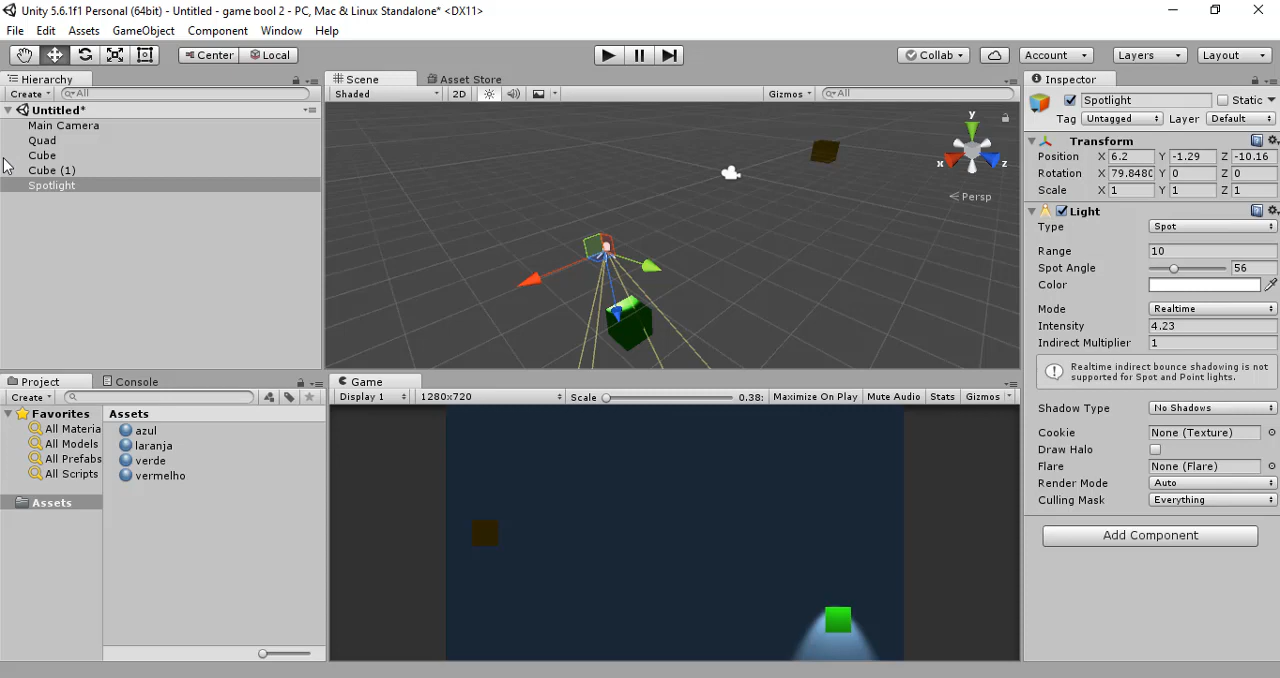 Unity 5.6.1f1 Personal (64bit) - Untitled - game bool 2 - PC, Mac & Linux Standalone* <DX11>
File Edit Assets GameObject Component Window Help
Center Local Collab Account Layers Layout
Hierarchy
Create All
Untitled*
Main Camera
Quad
Cube
Cube (1)
Spotlight
Scene Asset Store
Shaded 2D Gizmos All
y
x
z
Persp
Inspector
Spotlight Static
Tag Untagged Layer Default
Transform
Position X 6.2 Y -1.29 Z -10.16
Rotation X 79.8480 Y 0 Z 0
Scale X 1 Y 1 Z 1
Light
Type Spot
Range 10
Spot Angle 56
Color
Mode Realtime
Intensity 4.23
Indirect Multiplier 1
Realtime indirect bounce shadowing is not
supported for Spot and Point lights.
Shadow Type No Shadows
Cookie None (Texture)
Draw Halo
Flare None (Flare)
Render Mode Auto
Culling Mask Everything
Add Component
Project Console
Create
Favorites
All Materia
All Models
All Prefabs
All Scripts
Assets
Assets
azul
laranja
verde
vermelho
Game
Display 1 1280x720 Scale 0.38: Maximize On Play Mute Audio Stats Gizmos